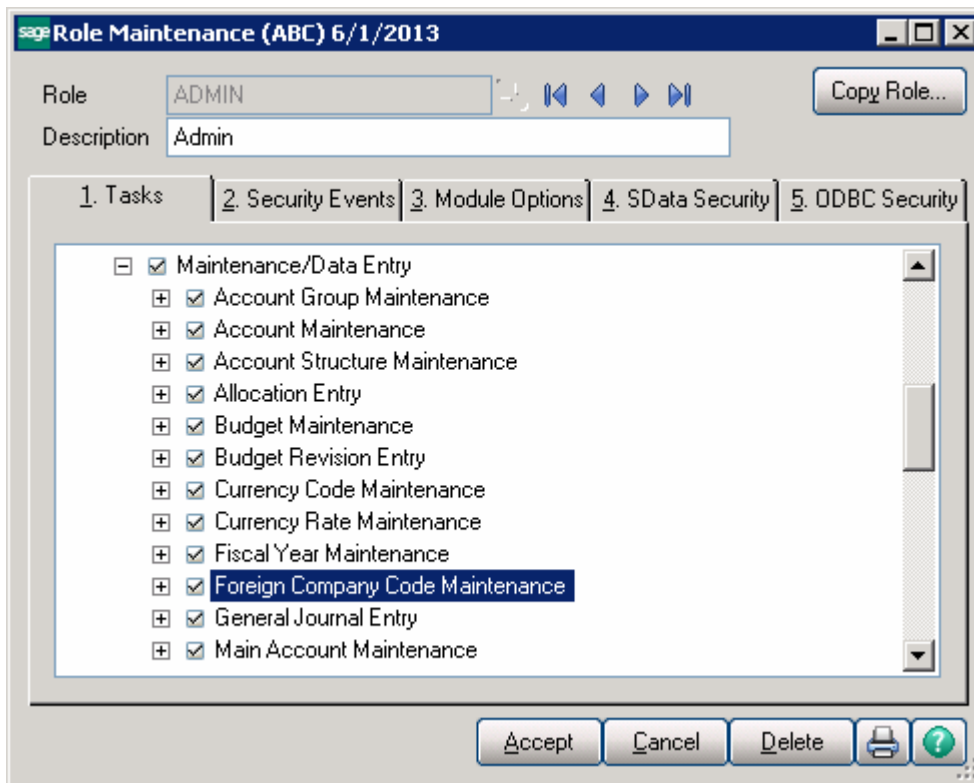 sage Role Maintenance (ABC) 6/1/2013
Role ADMIN Copy Role...
Description Admin
1. Tasks 2. Security Events 3. Module Options 4. SData Security 5. ODBC Security
Maintenance/Data Entry
Account Group Maintenance
Account Maintenance
Account Structure Maintenance
Allocation Entry
Budget Maintenance
Budget Revision Entry
Currency Code Maintenance
Currency Rate Maintenance
Fiscal Year Maintenance
Foreign Company Code Maintenance
General Journal Entry
Main Account Maintenance
Accept Cancel Delete ?